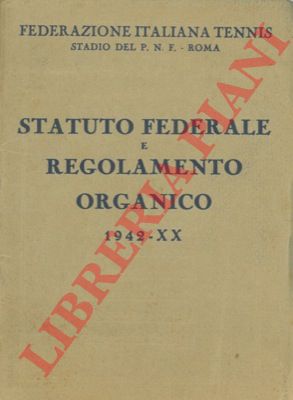 FEDERAZIONE ITALIANA TENNIS
STADIO DEL P. N. F. - ROMA
STATUTO FEDERALE
E
REGOLAMENTO
ORGANICO
1942-XX
LIBRERIA PIANI